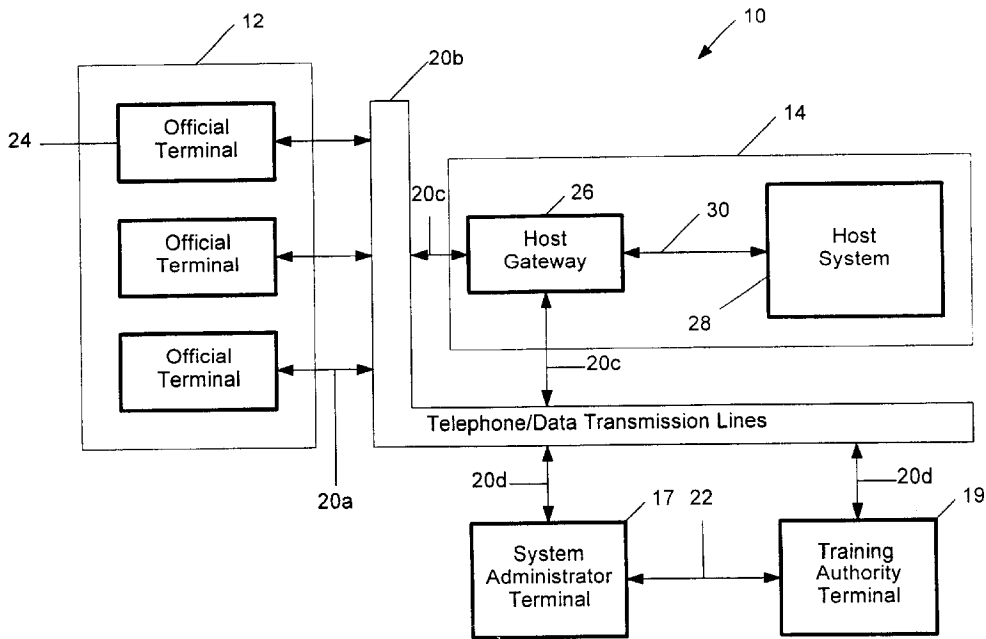 12
20b
10
24
Official
Terminal
14
20c
26
30
Host
Gateway
Host
System
Official
Terminal
28
Official
Terminal
20c
Telephone/Data Transmission Lines
20a
20d
20d
17
22
19
System
Administrator
Terminal
Training
Authority
Terminal